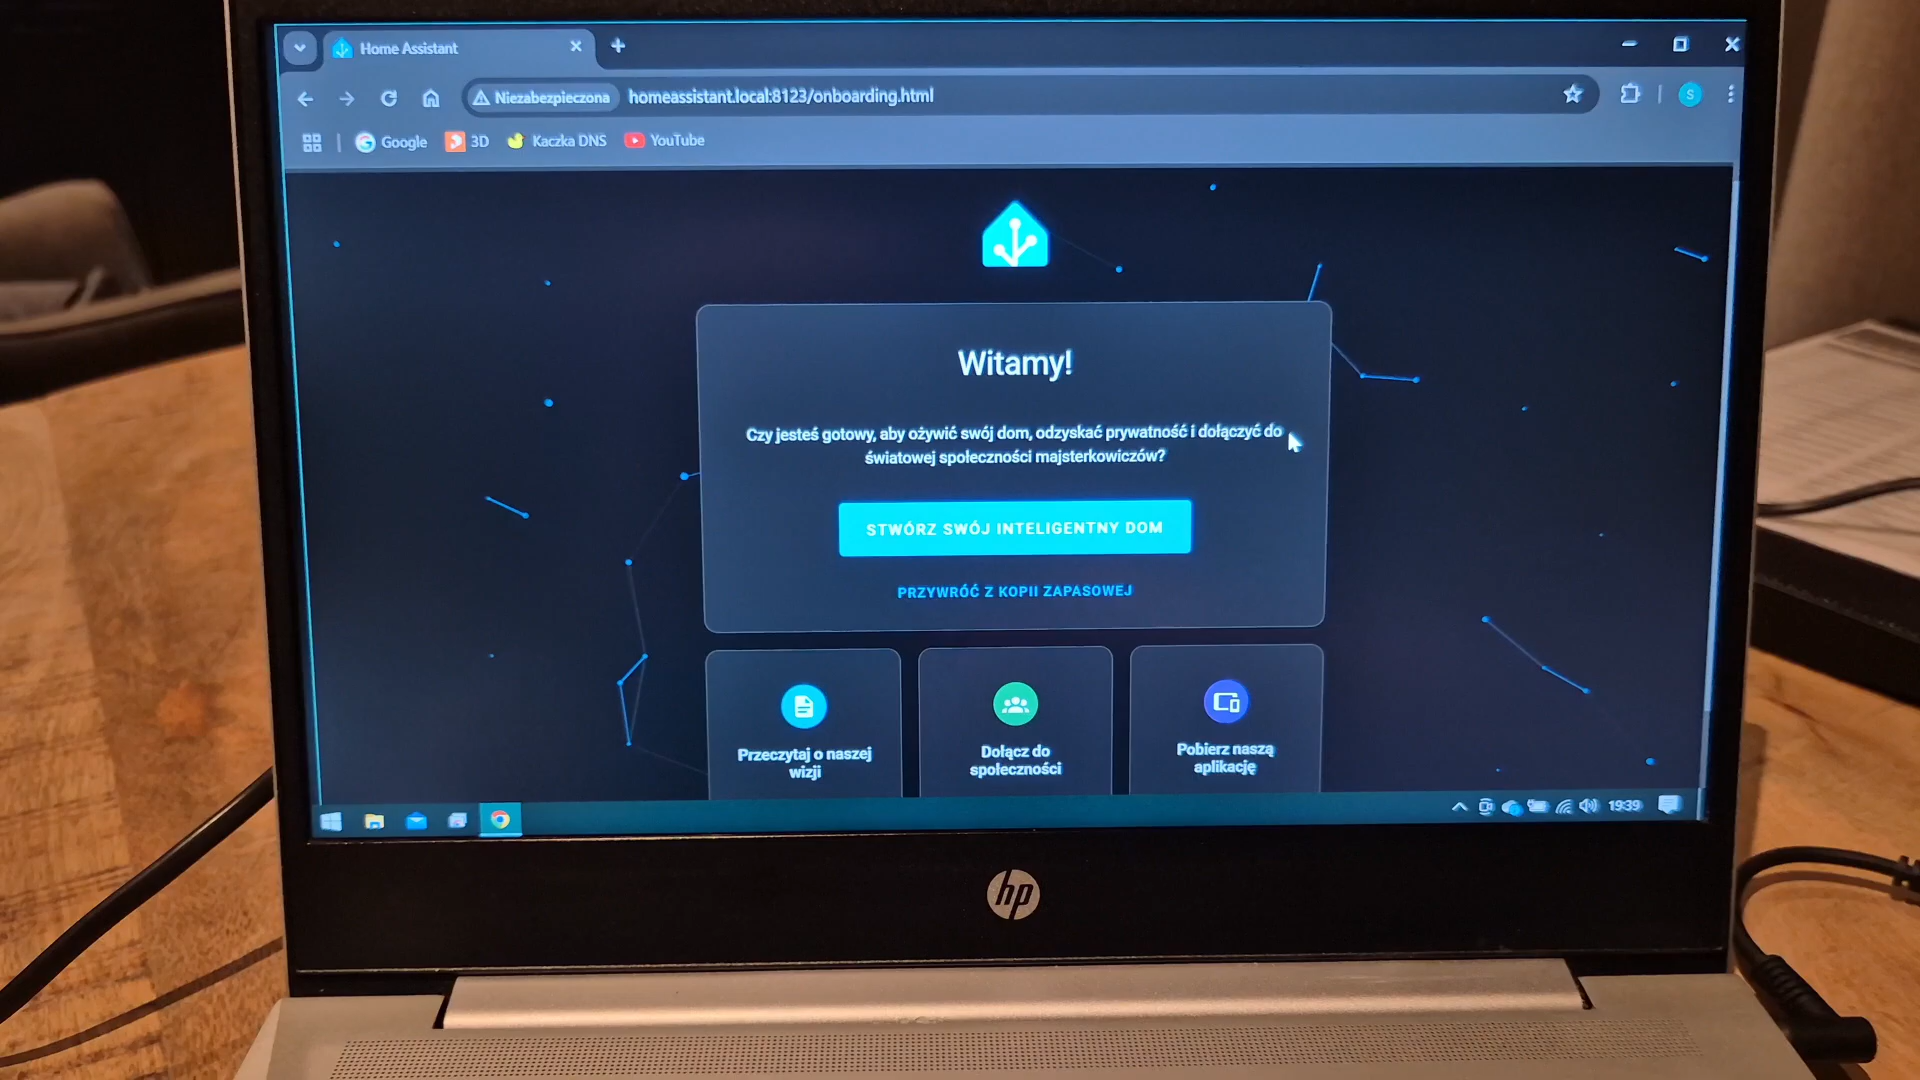 Home Assistant
Niezabezpieczona homeassistant.local:8123/onboarding.html
S
Google 3D Kaczka DNS YouTube
Witamy!
Czy jesteś gotowy, aby ożywić swój dom, odzyskać prywatność i dołączyć do
światowej społeczności majsterkowiczów?
STWÓRZ SWÓJ INTELIGENTNY DOM
PRZYWRÓĆ Z KOPII ZAPASOWEJ
Przeczytaj o naszej
wizji
Dołącz do
społeczności
Pobierz naszą
aplikację
19:39
hp